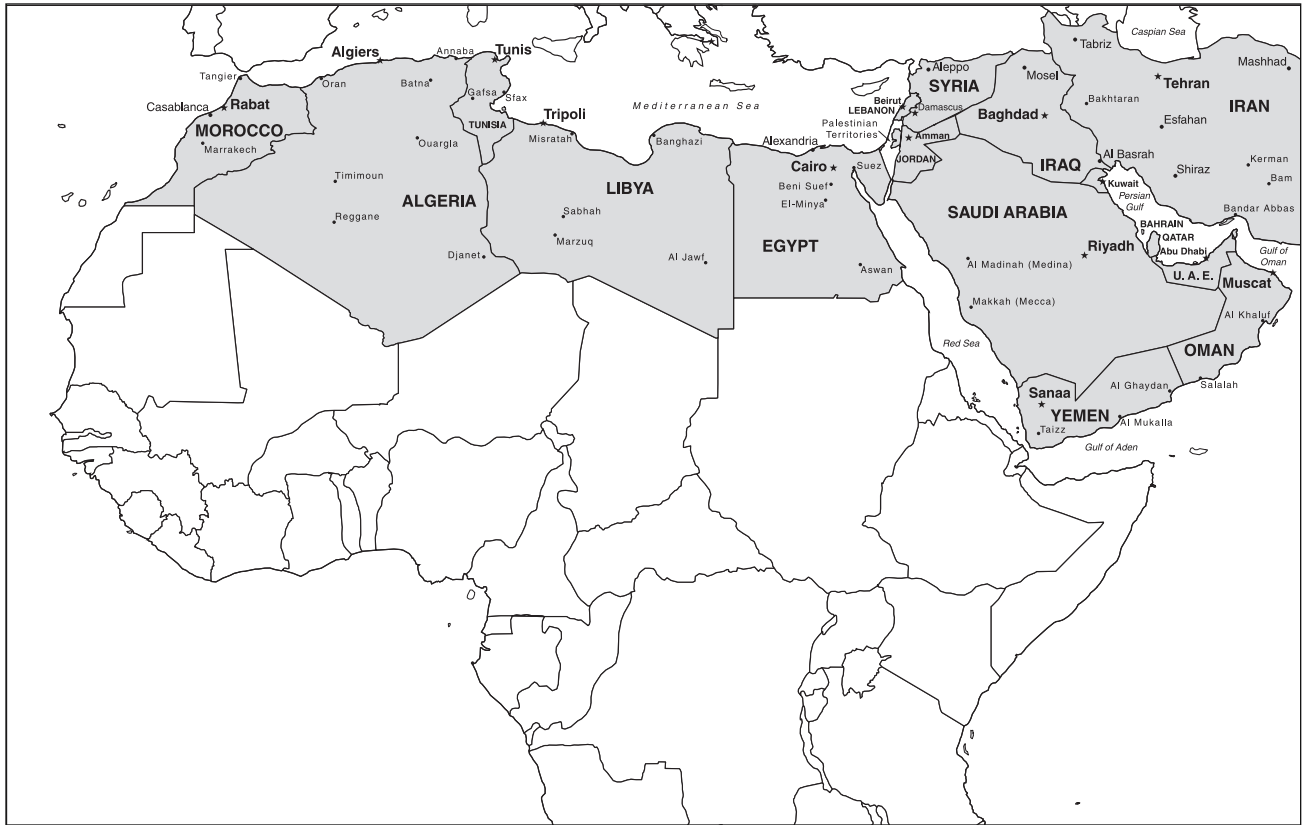 Caspian Sea
Tabriz
Algiers
Annaba
Tunis
Mashhad
Aleppo
Mosel
Tangier
Oran
Batna
SYRIA
Tehran
Gafsa
Sfax
Bakhtaran
IRAN
Casablanca
Rabat
Mediterranean Sea
Beirut
LEBANON
Damascus
Baghdad
Tripoli
Palestinian
Territories
Esfahan
MOROCCO
TUNISIA
Misratah
Banghazi
Alexandria
Amman
Marrakech
Ouargla
JORDAN
Al Basrah
Cairo
Suez
IRAQ
Shiraz
Kerman
Timimoun
Beni Suef
Kuwait
Bam
LIBYA
Persian
Gulf
ALGERIA
El-Minya
Reggane
Sabhah
SAUDI ARABIA
Bandar Abbas
BAHRAIN
Marzuq
EGYPT
QATAR
Riyadh
Abu Dhabi
Gulf of
Oman
Djanet
Al Jawf
Aswan
Al Madinah (Medina)
U. A. E.
Muscat
Makkah (Mecca)
Al Khaluf
Red Sea
OMAN
Sanaa
Al Ghaydan
Salalah
YEMEN
Al Mukalla
Taizz
Gulf of Aden